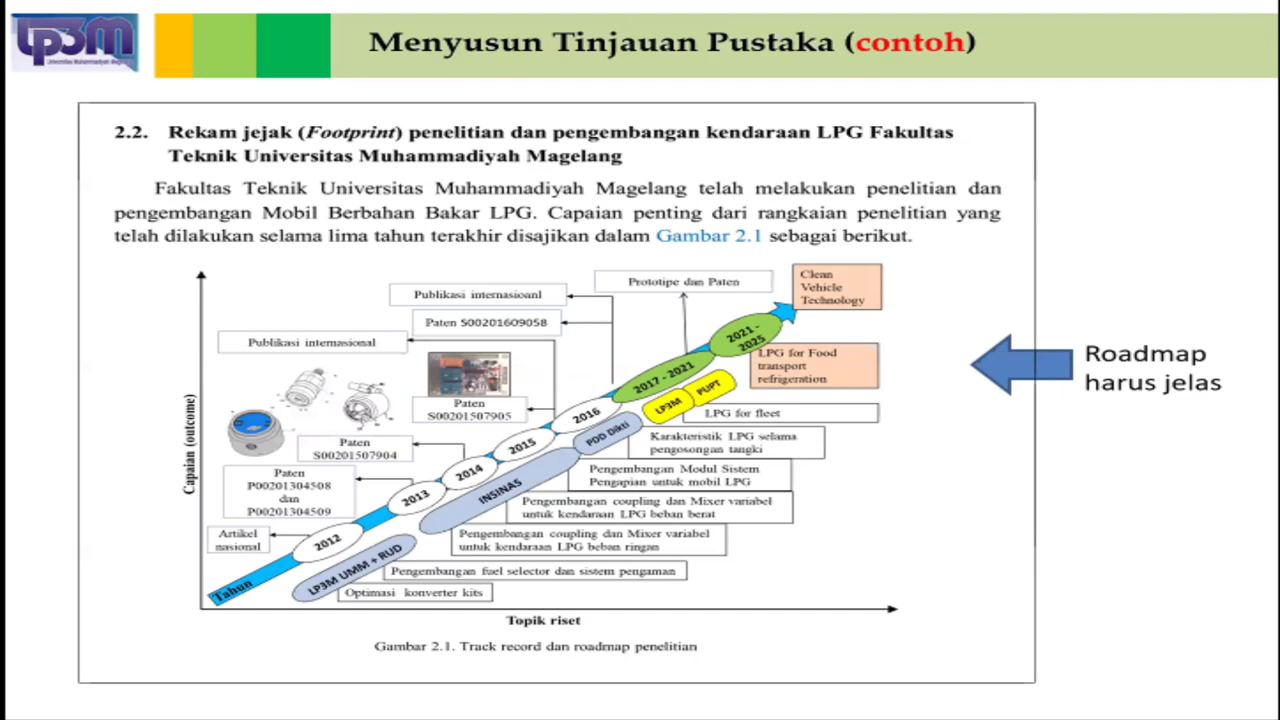 LP3M
Universitas Muhammadiyah Magelang
Menyusun Tinjauan Pustaka (contoh)
2.2. Rekam jejak (Footprint) penelitian dan pengembangan kendaraan LPG Fakultas
Teknik Universitas Muhammadiyah Magelang
Fakultas Teknik Universitas Muhammadiyah Magelang telah melakukan penelitian dan
pengembangan Mobil Berbahan Bakar LPG. Capaian penting dari rangkaian penelitian yang
telah dilakukan selama lima tahun terakhir disajikan dalam Gambar 2.1 sebagai berikut.
Clean
Vehicle
Technology
Prototipe dan Paten
Publikasi internasioanl
Paten S00201609058
Publikasi internasional
2021 -
2025
LPG for Food
transport
refrigeration
Roadmap
harus jelas
2017 - 2021
PUPT
LP3M
LPG for fleet
Paten
S00201507905
2016
PDD Dikti
Karakteristik LPG selama
pengosongan tangki
Paten
S00201507904
2015
2014
INSINAS
Pengembangan Modul Sistem
Pengapian untuk mobil LPG
Paten
P00201304508
dan
P00201304509
2013
Pengembangan coupling dan Mixer variabel
untuk kendaraan LPG beban berat
Artikel
nasional
2012
Pengembangan coupling dan Mixer variabel
untuk kendaraan LPG beban ringan
LP3M UMM + RUD
Pengembangan fuel selector dan sistem pengaman
Tahun
Optimasi konverter kits
Capaian (outcome)
Topik riset
Gambar 2.1. Track record dan roadmap penelitian